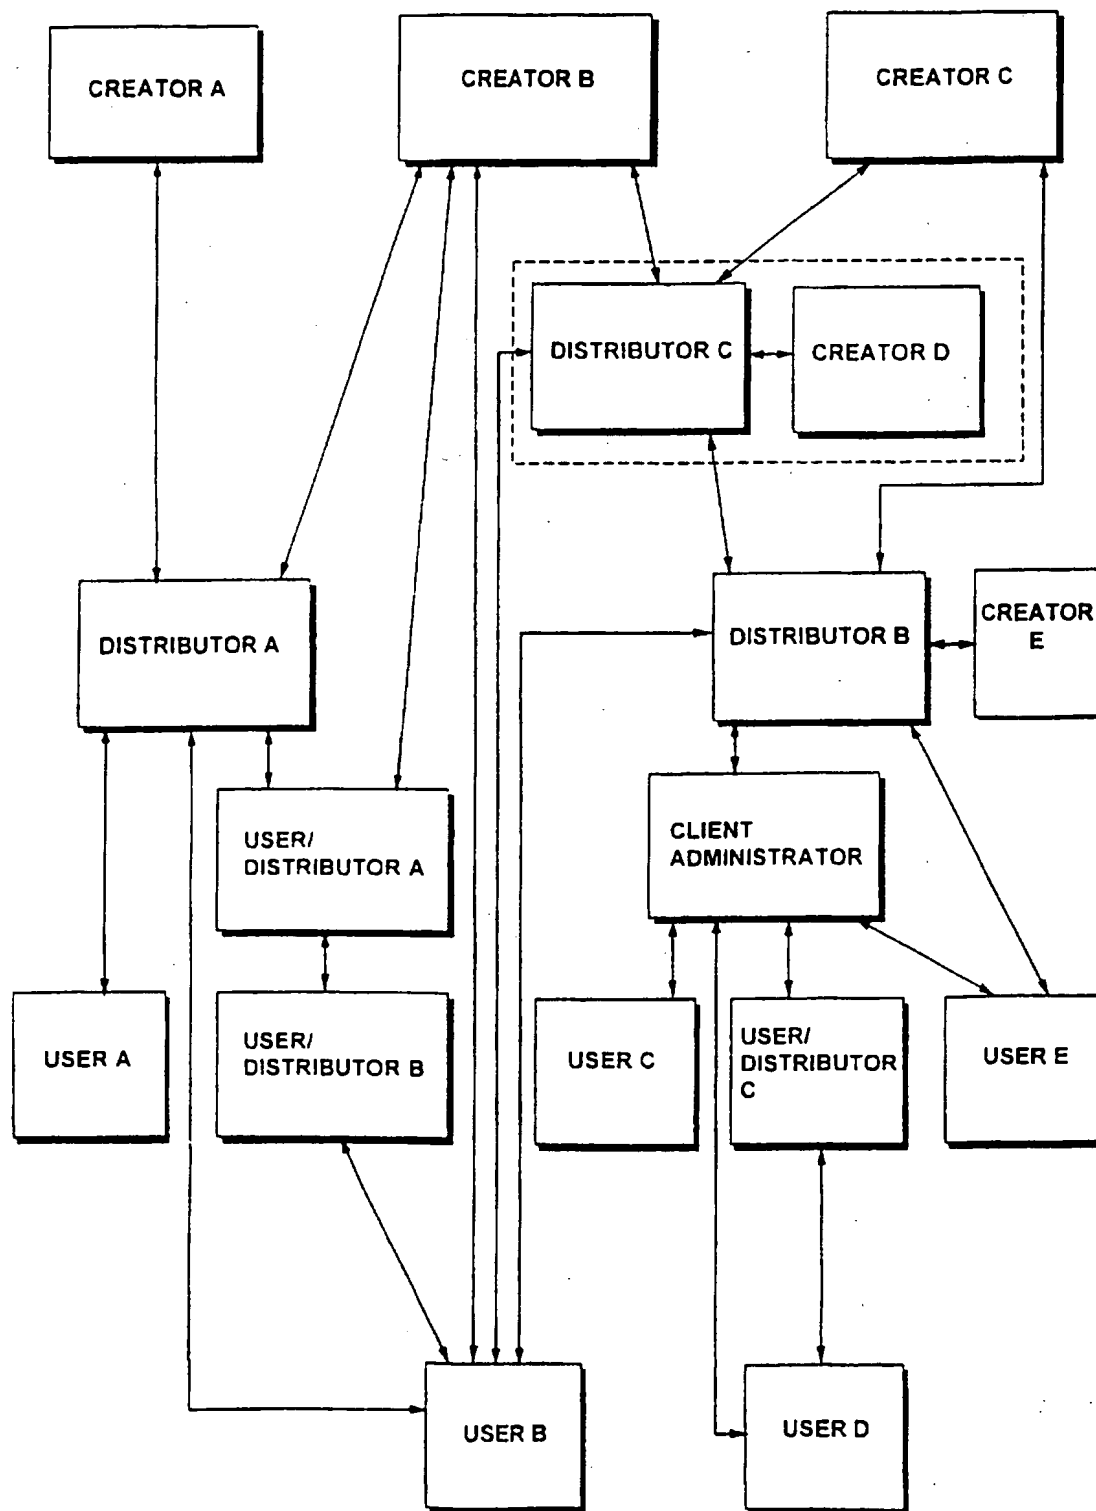 CREATOR A
CREATOR B
CREATOR C
DISTRIBUTOR C
CREATOR D
DISTRIBUTOR A
DISTRIBUTOR B
CREATOR
E
USER/
DISTRIBUTOR A
CLIENT
ADMINISTRATOR
USER A
USER/
DISTRIBUTOR B
USER C
USER/
DISTRIBUTOR
C
USER E
USER B
USER D